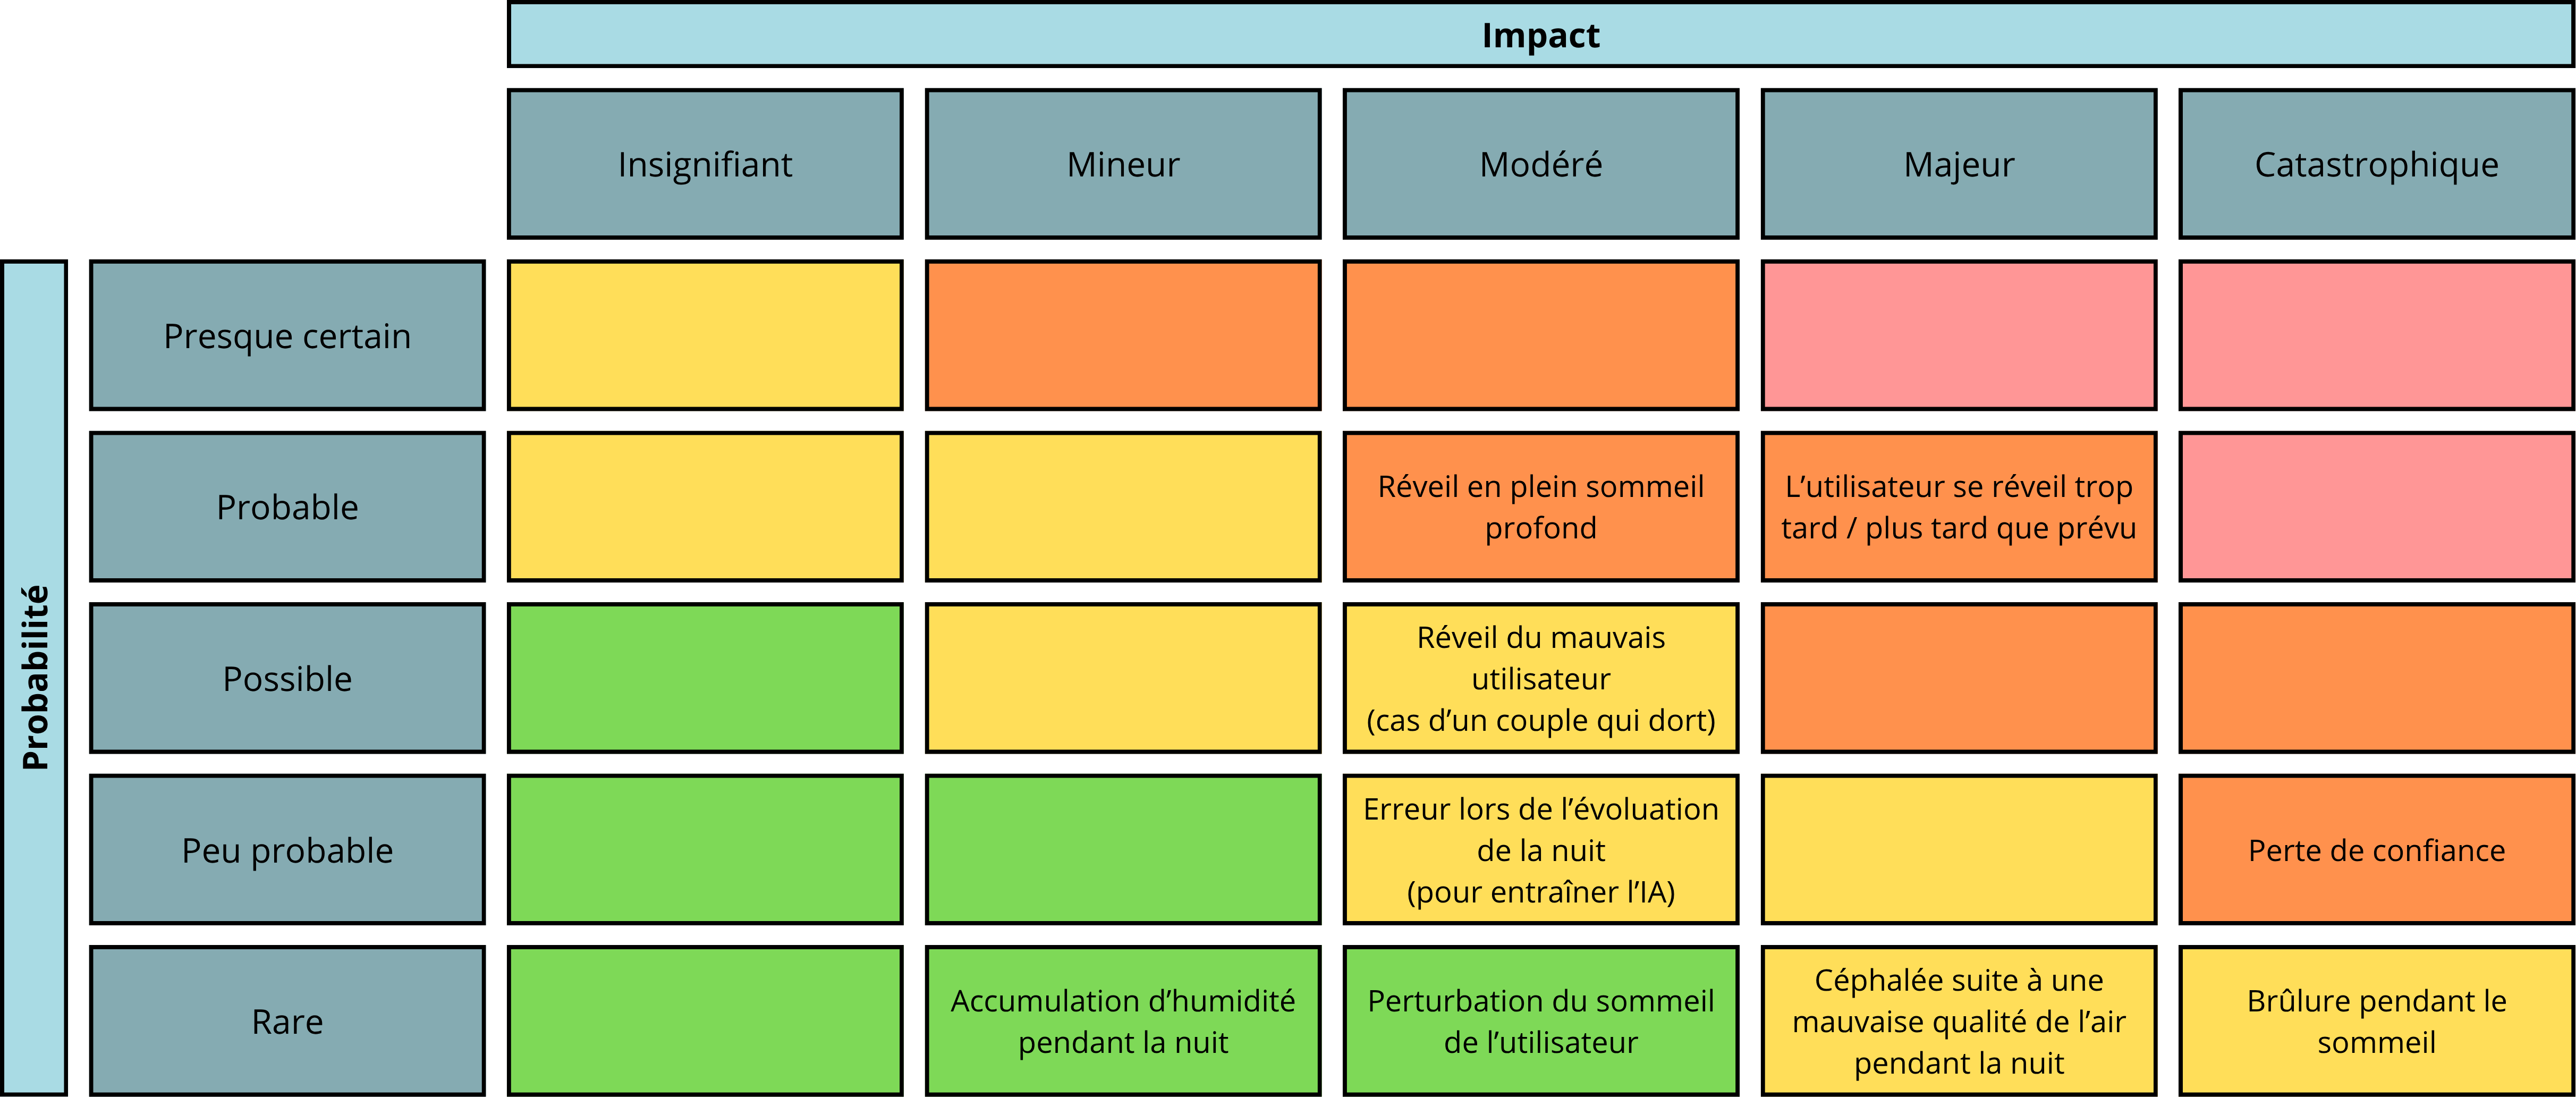 Impact
Insignifiant
Mineur
Modéré
Majeur
Catastrophique
Probabilité
Presque certain
Probable
Réveil en plein sommeil
profond
L’utilisateur se réveil trop
tard / plus tard que prévu
Possible
Réveil du mauvais
utilisateur
(cas d’un couple qui dort)
Peu probable
Erreur lors de l’évoluation
de la nuit
(pour entraîner l’IA)
Perte de confiance
Rare
Accumulation d’humidité
pendant la nuit
Perturbation du sommeil
de l’utilisateur
Céphalée suite à une
mauvaise qualité de l’air
pendant la nuit
Brûlure pendant le
sommeil